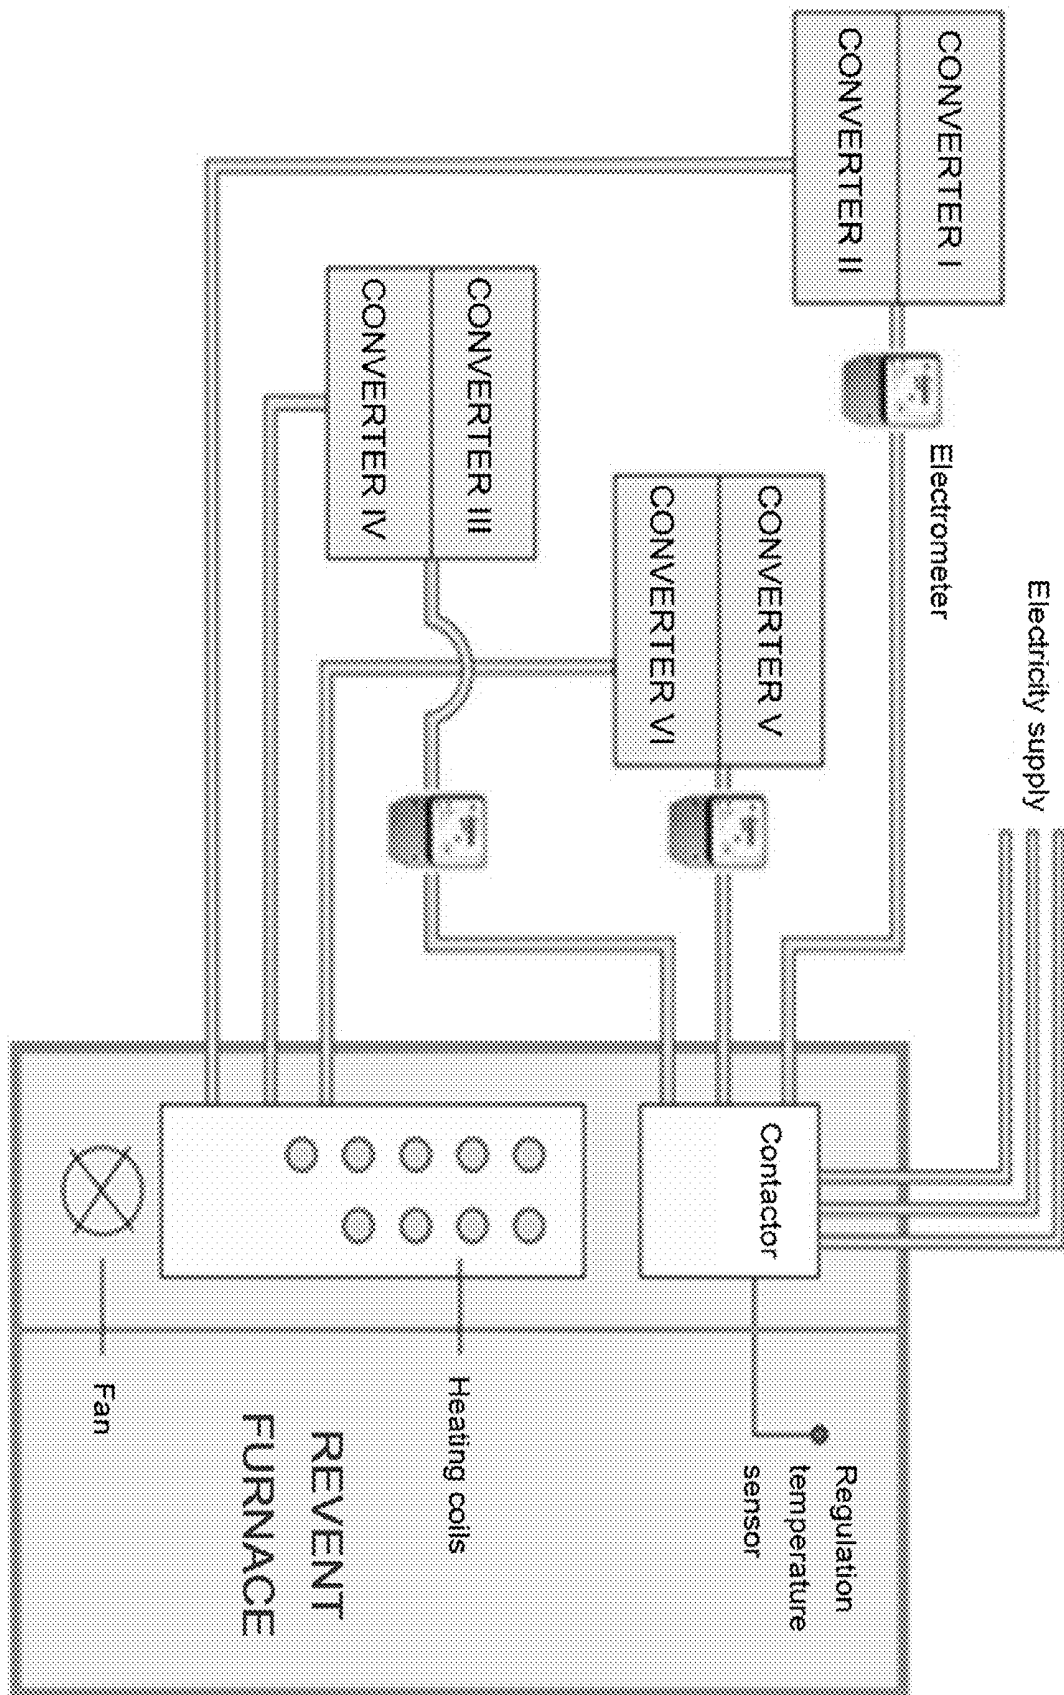 Electricity supply
CONVERTER I
CONVERTER II
Electrometer
CONVERTER V
CONVERTER VI
CONVERTER III
CONVERTER IV
Contactor
Regulation
temperature
sensor
Heating coils
REVENT
FURNACE
Fan